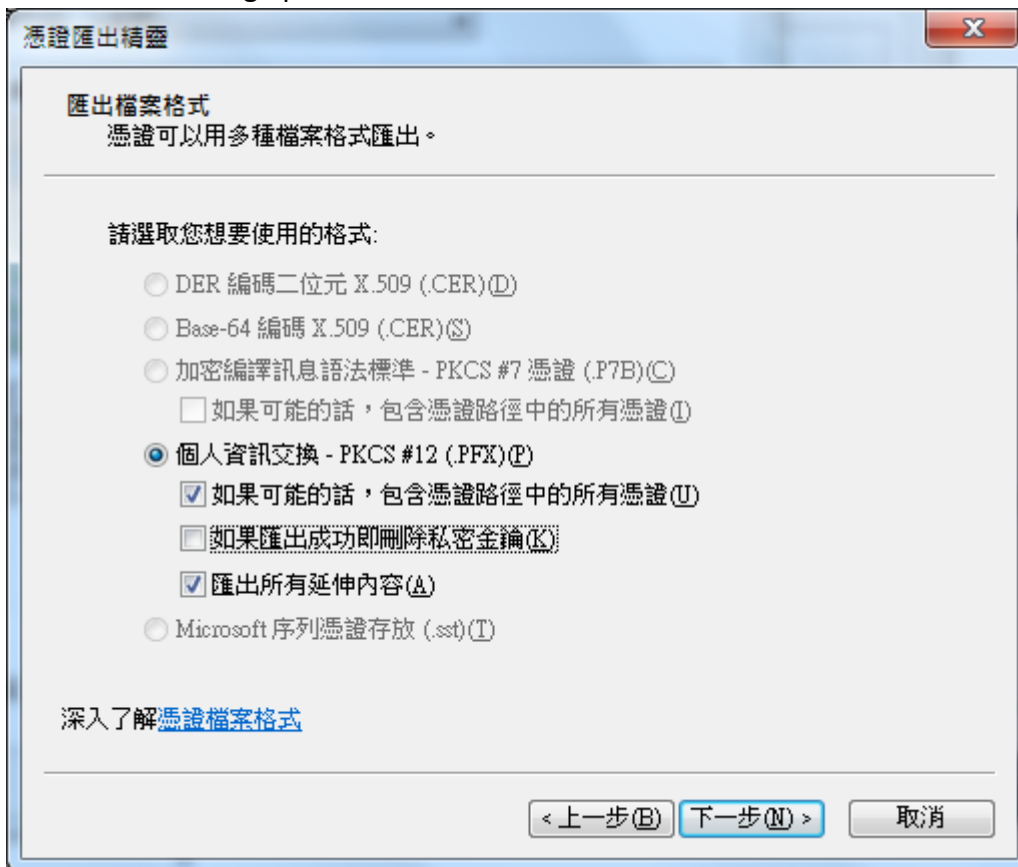 憑證匯出精靈
匯出檔案格式
憑證可以用多種檔案格式匯出。
請選取您想要使用的格式:
DER 編碼二位元 X.509 (.CER)(D)
Base-64 編碼 X.509 (.CER)(S)
加密編譯訊息語法標準 - PKCS #7 憑證 (.P7B)(C)
如果可能的話，包含憑證路徑中的所有憑證(I)
個人資訊交換 - PKCS #12 (.PFX)(P)
如果可能的話，包含憑證路徑中的所有憑證(U)
如果匯出成功即刪除私密金鑰(K)
匯出所有延伸內容(A)
Microsoft 序列憑證存放 (.sst)(T)
深入了解憑證檔案格式
< 上一步(B) 下一步(N) > 取消